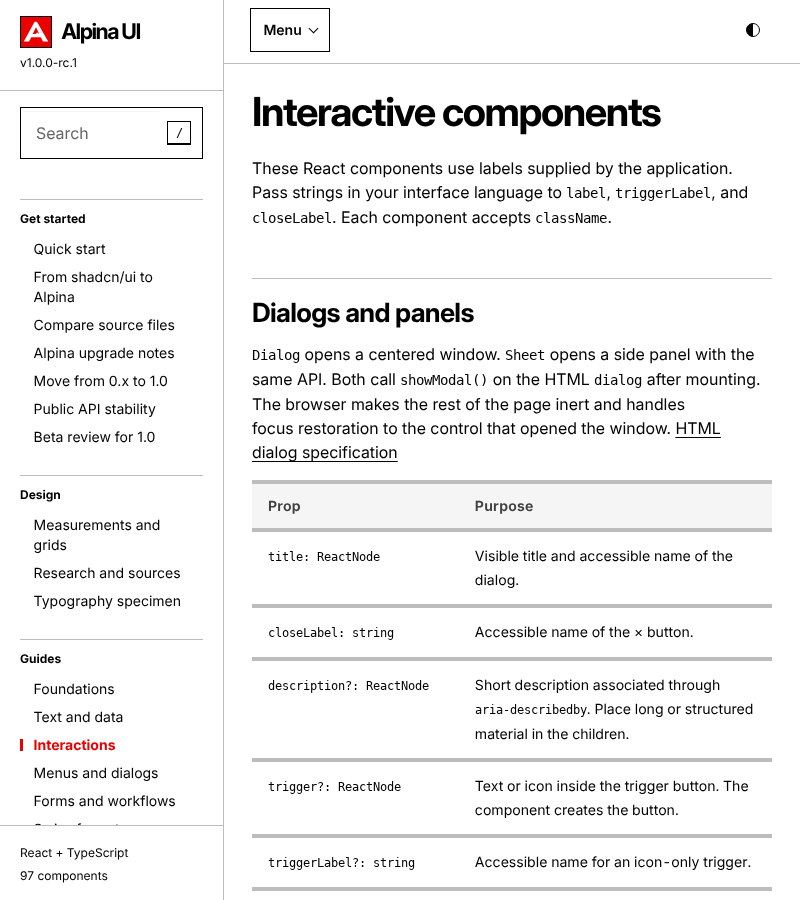 Alpina UI
v1.0.0-rc.1
Search /
Get started
Quick start
From shadcn/ui to
Alpina
Compare source files
Alpina upgrade notes
Move from 0.x to 1.0
Public API stability
Beta review for 1.0
Design
Measurements and
grids
Research and sources
Typography specimen
Guides
Foundations
Text and data
Interactions
Menus and dialogs
Forms and workflows
React + TypeScript
97 components
Menu
Interactive components
These React components use labels supplied by the application.
Pass strings in your interface language to label, triggerLabel, and
closeLabel. Each component accepts className.
Dialogs and panels
Dialog opens a centered window. Sheet opens a side panel with the
same API. Both call showModal() on the HTML dialog after mounting.
The browser makes the rest of the page inert and handles
focus restoration to the control that opened the window. HTML
dialog specification
Prop Purpose
title: ReactNode Visible title and accessible name of the
dialog.
closeLabel: string Accessible name of the × button.
description?: ReactNode Short description associated through
aria-describedby. Place long or structured
material in the children.
trigger?: ReactNode Text or icon inside the trigger button. The
component creates the button.
triggerLabel?: string Accessible name for an icon-only trigger.